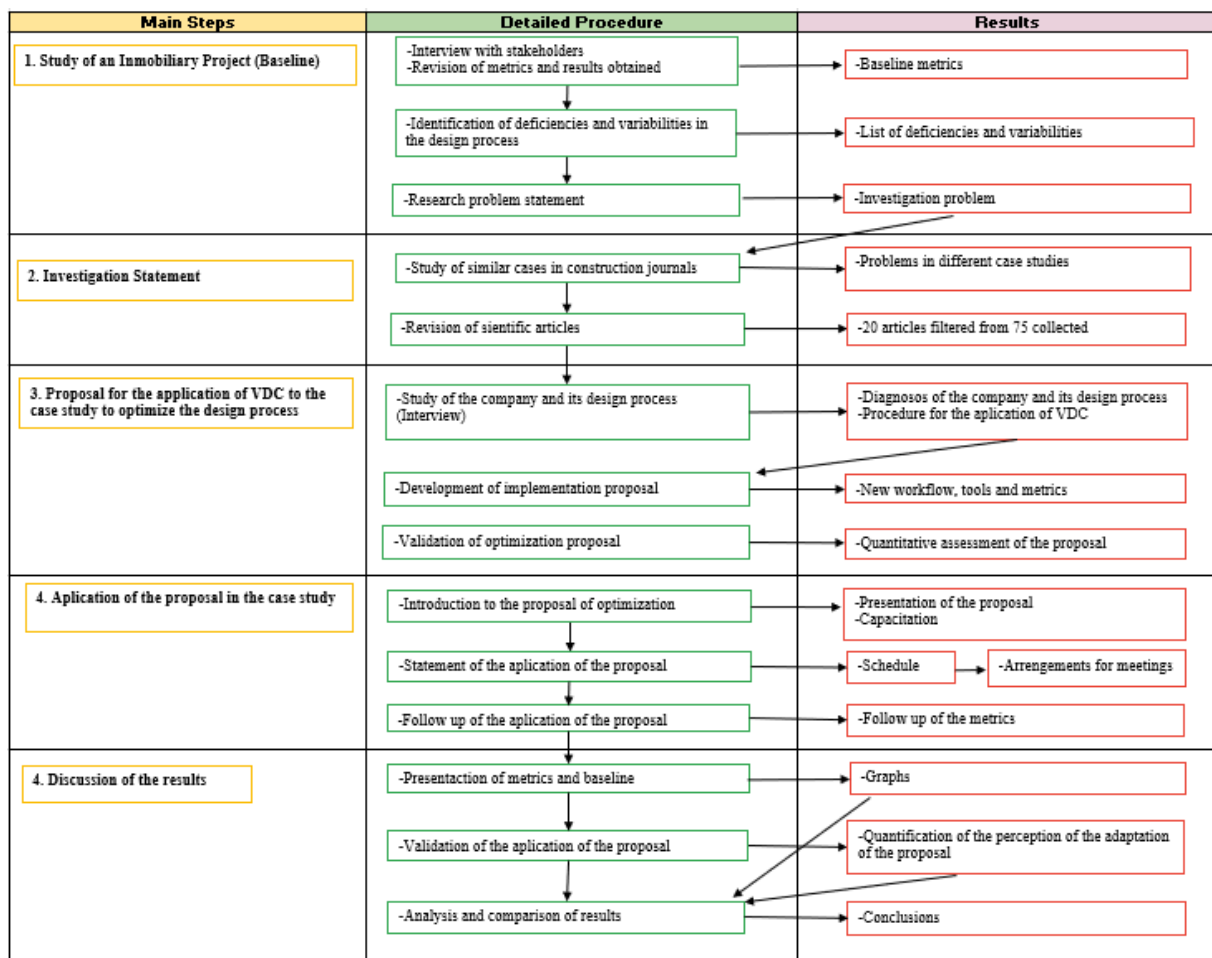 Main Steps
Detailed Procedure
Results
1. Study of an Inmobiliary Project (Baseline)
-Interview with stakeholders
-Revision of metrics and results obtained
-Baseline metrics
-Identification of deficiencies and variabilities in
the design process
-List of deficiencies and variabilities
-Research problem statement
-Investigation problem
2. Investigation Statement
-Study of similar cases in construction journals
-Problems in different case studies
-Revision of sientific articles
-20 articles filtered from 75 collected
3. Proposal for the application of VDC to the
case study to optimize the design process
-Study of the company and its design process
(Interview)
-Diagnosos of the company and its design process
-Procedure for the aplication of VDC
-Development of implementation proposal
-New workflow, tools and metrics
-Validation of optimization proposal
-Quantitative assessment of the proposal
4. Aplication of the proposal in the case study
-Introduction to the proposal of optimization
-Presentation of the proposal
-Capacitation
-Statement of the aplication of the proposal
-Schedule
-Arrengements for meetings
-Follow up of the aplication of the proposal
-Follow up of the metrics
4. Discussion of the results
-Presentaction of metrics and baseline
-Graphs
-Validation of the aplication of the proposal
-Quantification of the perception of the adaptation
of the proposal
-Analysis and comparison of results
-Conclusions